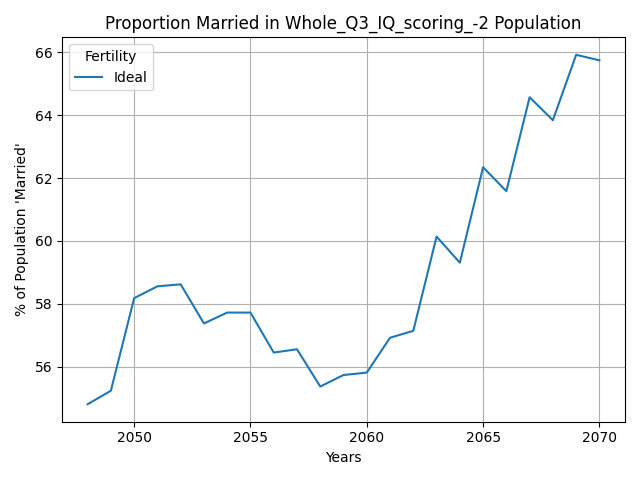 Proportion Married in Whole_Q3_IQ_scoring_-2 Population
Fertility
Ideal
% of Population 'Married'
66
64
62
60
58
56
2050 2055 2060 2065 2070
Years